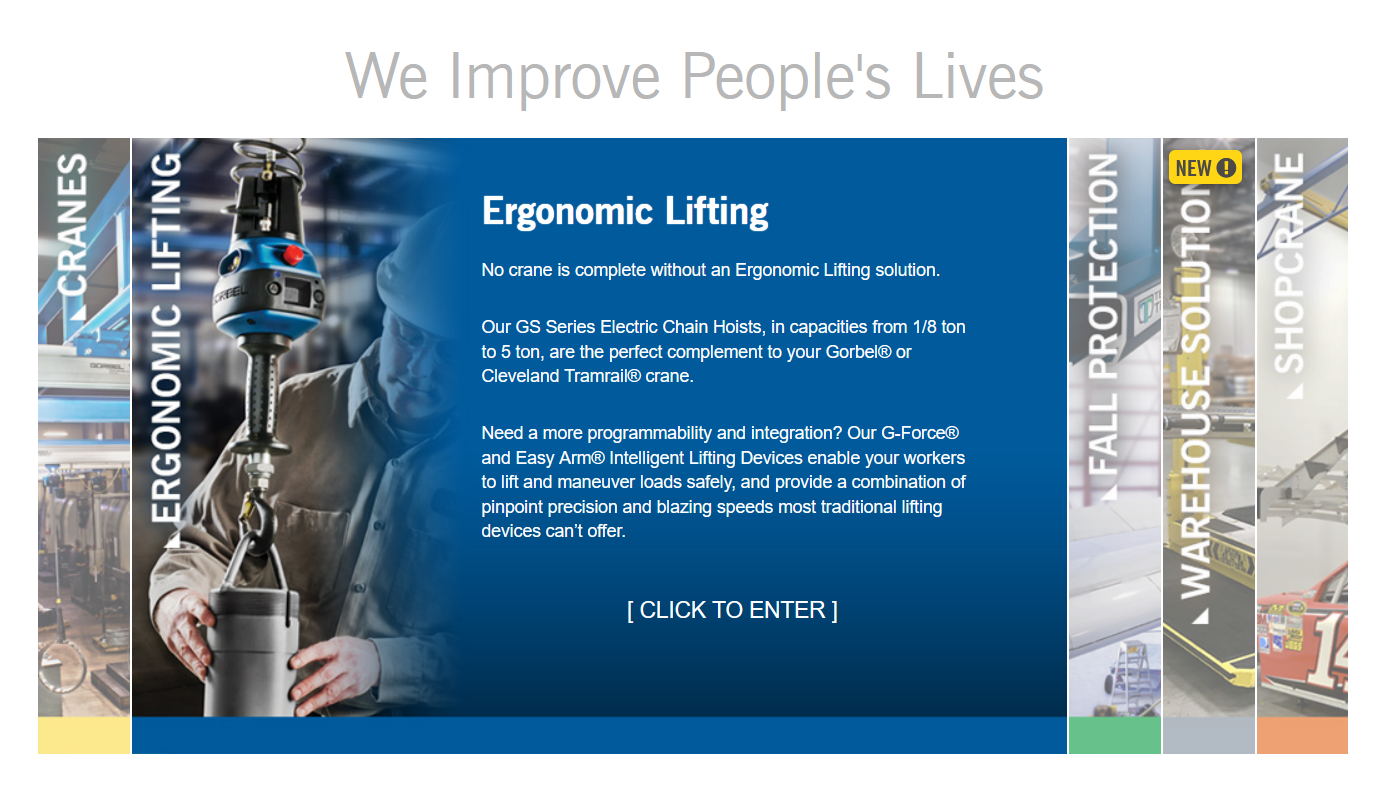 We Improve People's Lives
CRANES
ERGONOMIC LIFTING
GORBEL
Ergonomic Lifting
No crane is complete without an Ergonomic Lifting solution.
Our GS Series Electric Chain Hoists, in capacities from 1/8 ton
to 5 ton, are the perfect complement to your Gorbel® or
Cleveland Tramrail® crane.
Need a more programmability and integration? Our G-Force®
and Easy Arm® Intelligent Lifting Devices enable your workers
to lift and maneuver loads safely, and provide a combination of
pinpoint precision and blazing speeds most traditional lifting
devices can’t offer.
[ CLICK TO ENTER ]
FALL PROTECTION
NEW
WAREHOUSE SOLUTION
SHOPCRANE
GORBEL
14